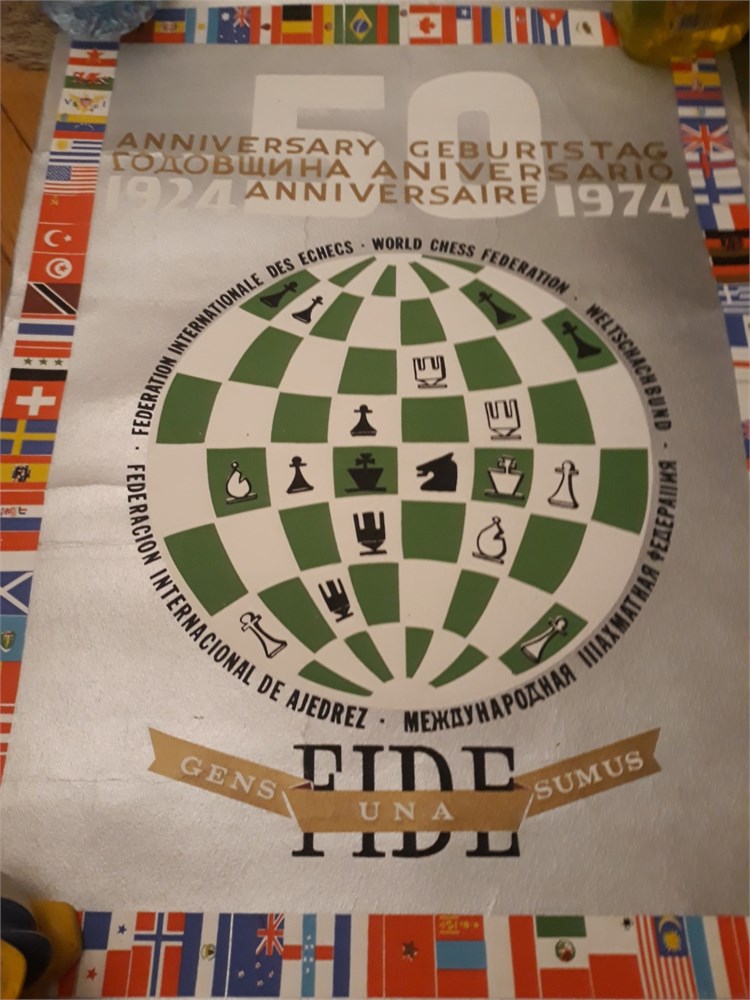 50
ANNIVERSARY GEBURTSTAG
ГОДОВЩИНА ANIVERSARIO
1924 ANNIVERSAIRE 1974
FEDERATION INTERNATIONALE DES ECHECS · WORLD CHESS FEDERATION · WELTSCHACHBUND ·
FEDERACION INTERNACIONAL DE AJEDREZ · МЕЖДУНАРОДНАЯ ШАХМАТНАЯ ФЕДЕРАЦИЯ
FIDE
GENS UNA SUMUS